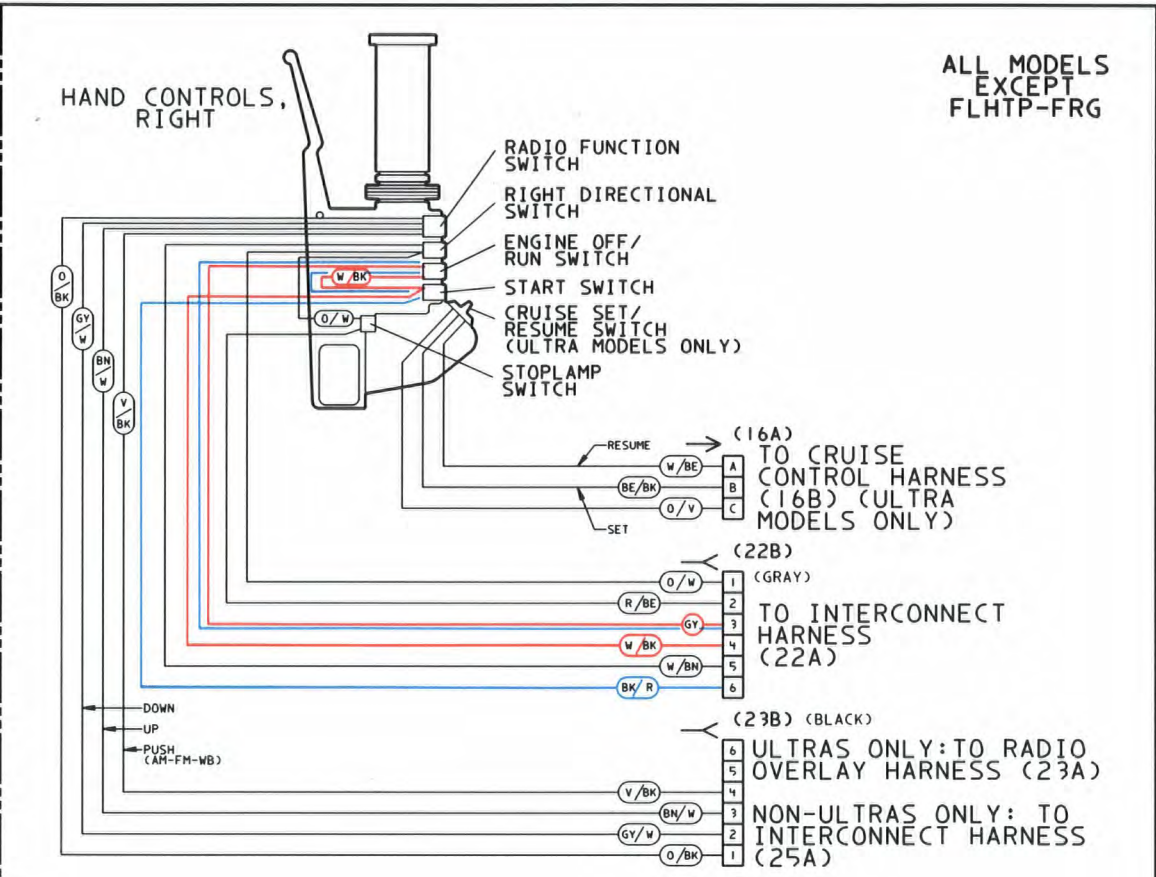 HAND CONTROLS,
RIGHT
ALL MODELS
EXCEPT
FLHTP-FRG
RADIO FUNCTION
SWITCH
RIGHT DIRECTIONAL
SWITCH
ENGINE OFF/
RUN SWITCH
START SWITCH
CRUISE SET/
RESUME SWITCH
(ULTRA MODELS ONLY)
STOPLAMP
SWITCH
O/BK
GY/W
BN/W
V/BK
W/BK
O/W
RESUME
SET
W/BE A
BE/BK B
O/V C
(16A)
TO CRUISE
CONTROL HARNESS
(16B) (ULTRA
MODELS ONLY)
(22B)
(GRAY)
O/W 1
R/BE 2
GY 3
W/BK 4
W/BN 5
BK/R 6
TO INTERCONNECT
HARNESS
(22A)
DOWN
UP
PUSH
(AM-FM-WB)
(23B) (BLACK)
6
5
V/BK 4
BN/W 3
GY/W 2
O/BK 1
ULTRAS ONLY:TO RADIO
OVERLAY HARNESS (23A)
NON-ULTRAS ONLY: TO
INTERCONNECT HARNESS
(25A)